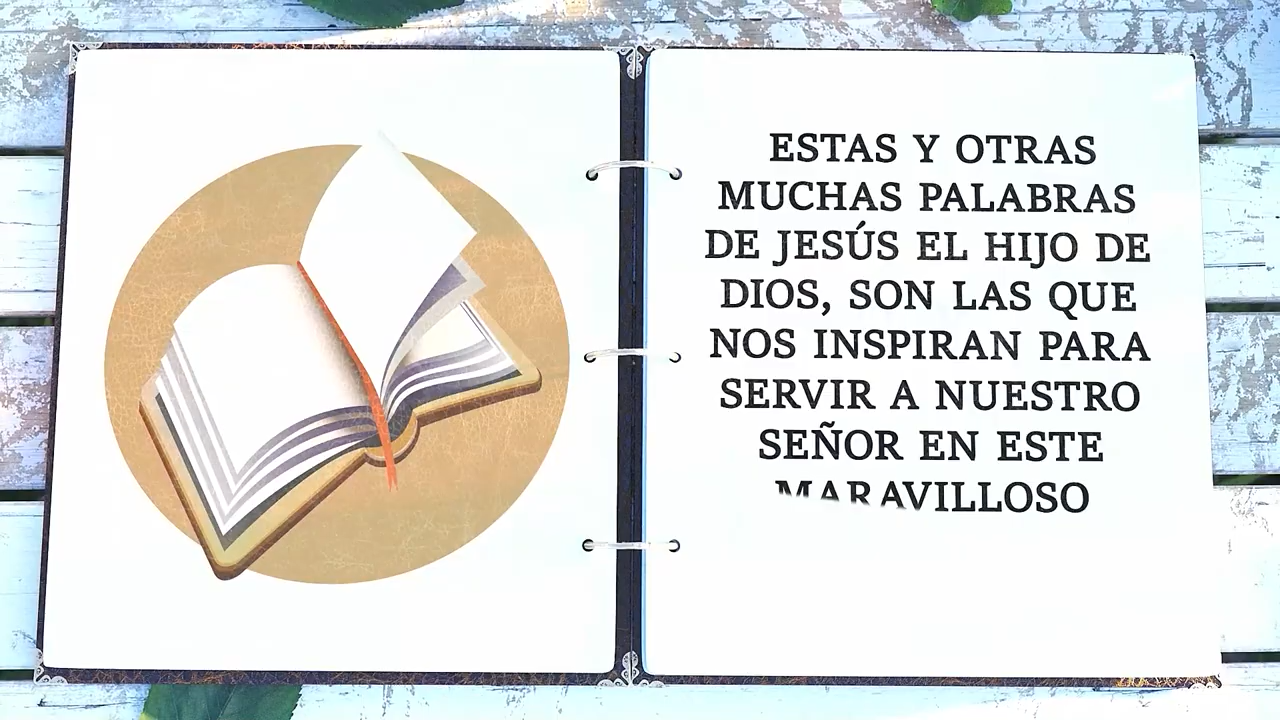 ESTAS Y OTRAS
MUCHAS PALABRAS
DE JESÚS EL HIJO DE
DIOS, SON LAS QUE
NOS INSPIRAN PARA
SERVIR A NUESTRO
SEÑOR EN ESTE
MARAVILLOSO